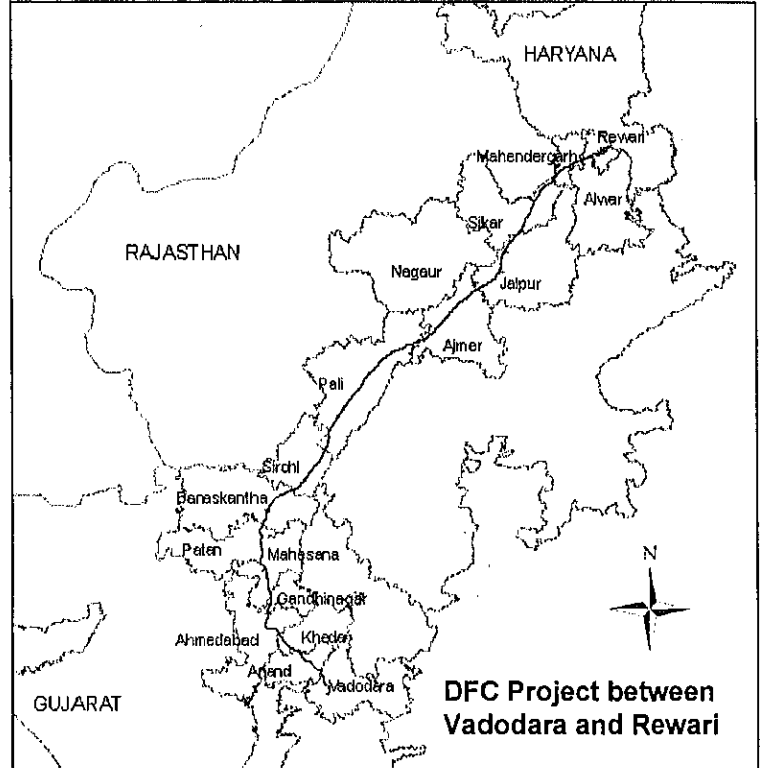 HARYANA
Rewari
Mahendergarh
Alwar
Sikar
RAJASTHAN
Nagaur
Jaipur
Ajmer
Pali
Sirohi
Banaskantha
Patan
Mahesana
N
Gandhinagar
Ahmedabad
Kheda
Anand
Vadodara
GUJARAT
DFC Project between
Vadodara and Rewari